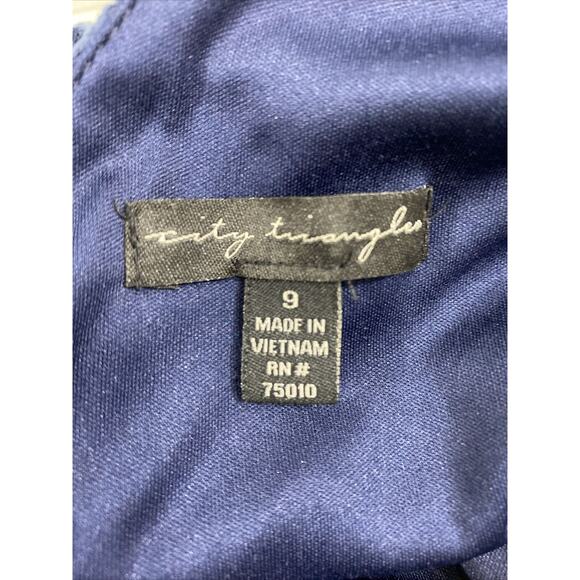 city triangles
9
MADE IN
VIETNAM
RN #
75010